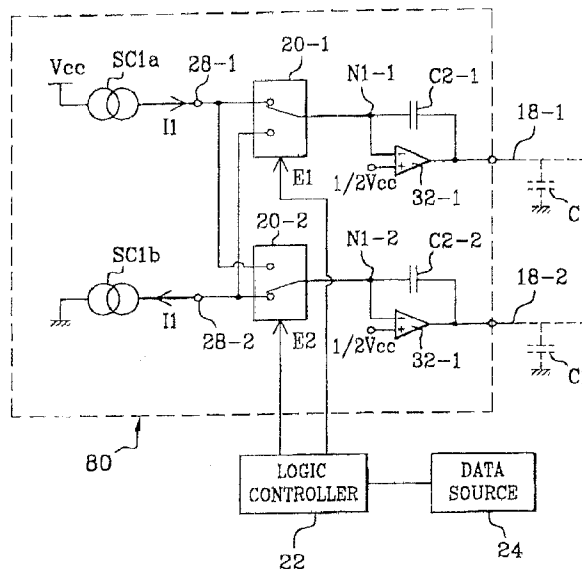 20-1
SC1a
Vcc
28-1
N1-1
C2-1
18-1
I1
E1
1/2Vcc
32-1
C
20-2
SC1b
N1-2
C2-2
18-2
I1
28-2
E2
1/2Vcc
32-1
C
80
LOGIC
CONTROLLER
DATA
SOURCE
22
24